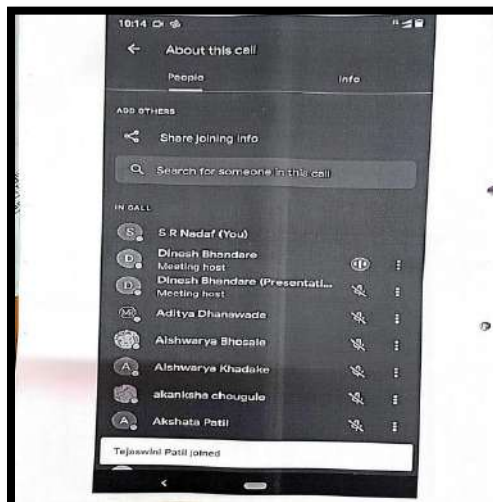 10:14
About this call
People
Info
ADD OTHERS
Share joining info
Search for someone in this call
IN CALL
S
S R Nadaf (You)
D
Dinesh Bhandare
Meeting host
D
Dinesh Bhandare (Presentati...
Meeting host
Aditya Dhanawade
Aishwarya Bhosale
A
Aishwarya Khadake
akanksha chougule
A
Akshata Patil
Tejaswini Patil joined